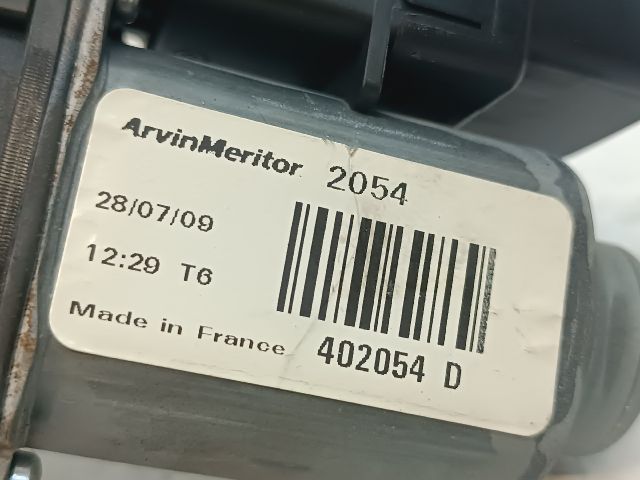 ArvinMeritor 2054
28/07/09
12:29 T6
Made in France 402054 D